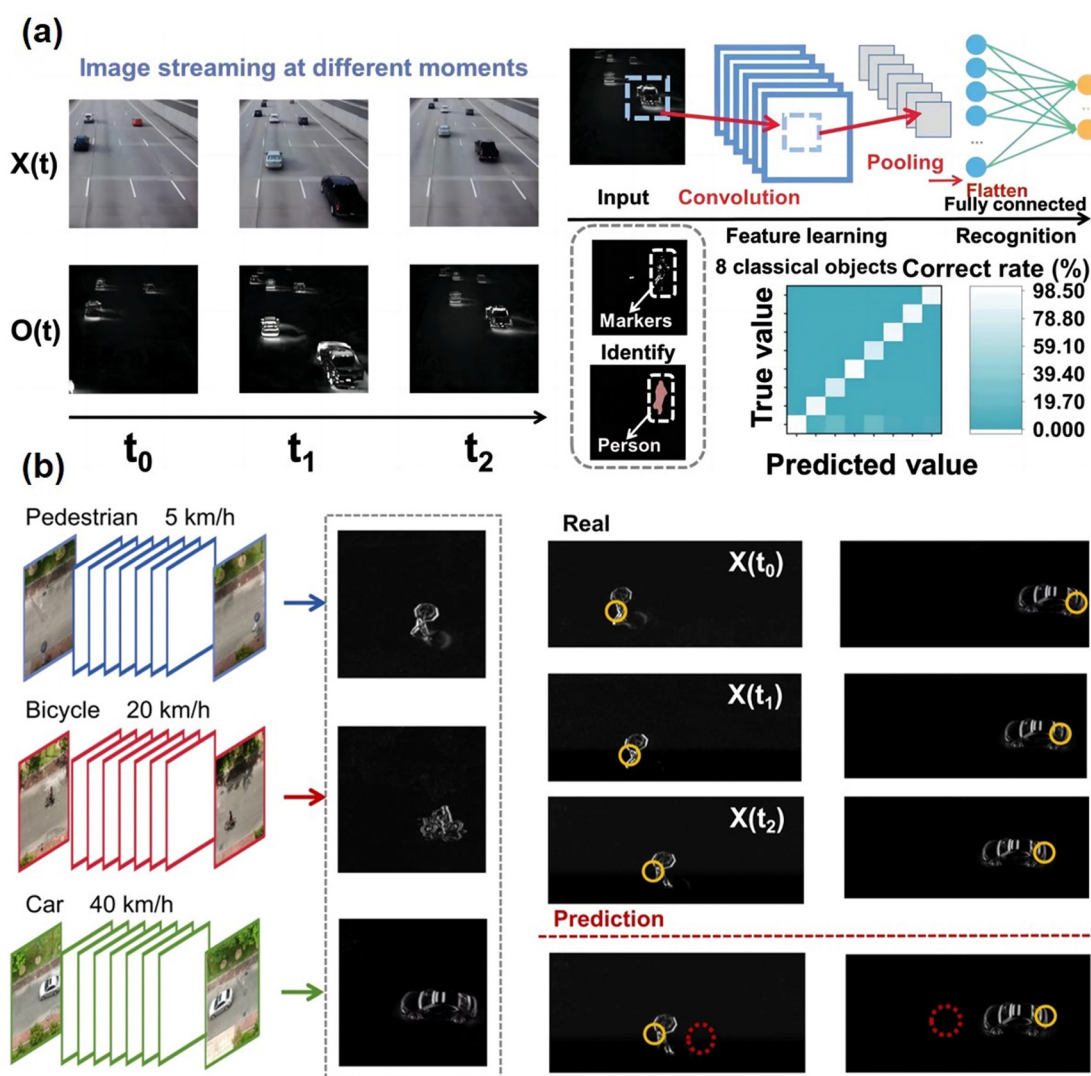 (a)
Image streaming at different moments
X(t)
O(t)
t0
t1
t2
Input
Convolution
Pooling
Flatten
Fully connected
Feature learning
Recognition
...
...
Markers
Identify
Person
8 classical objects
Correct rate (%)
True value
Predicted value
98.50
78.80
59.10
39.40
19.70
0.000
(b)
Pedestrian 5 km/h
Bicycle 20 km/h
Car 40 km/h
Real
X(t0)
X(t1)
X(t2)
Prediction